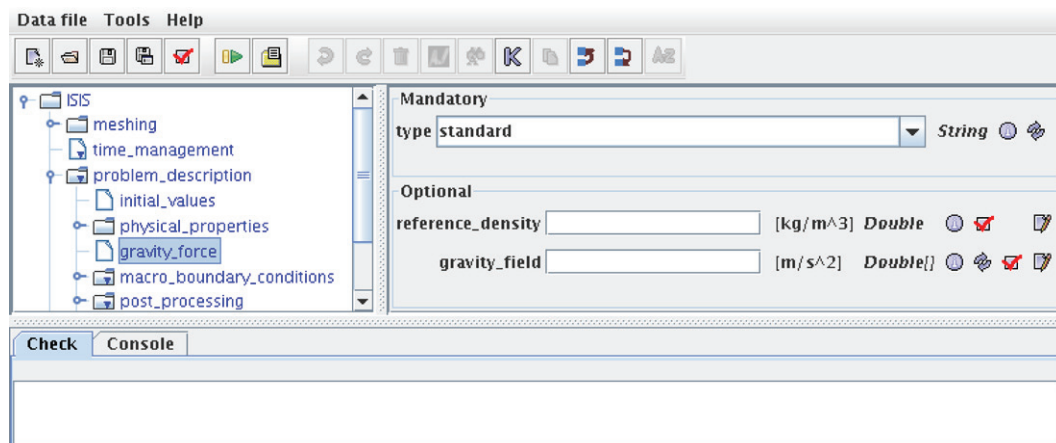 Data file Tools Help
ISIS
meshing
time_management
problem_description
initial_values
physical_properties
gravity_force
macro_boundary_conditions
post_processing
Mandatory
type standard String
Optional
reference_density [kg/m^3] Double
gravity_field [m/s^2] Double[]
Check Console